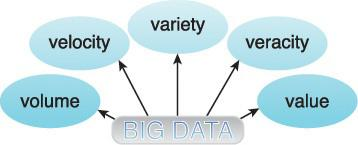 variety
velocity
veracity
volume
value
BIG DATA